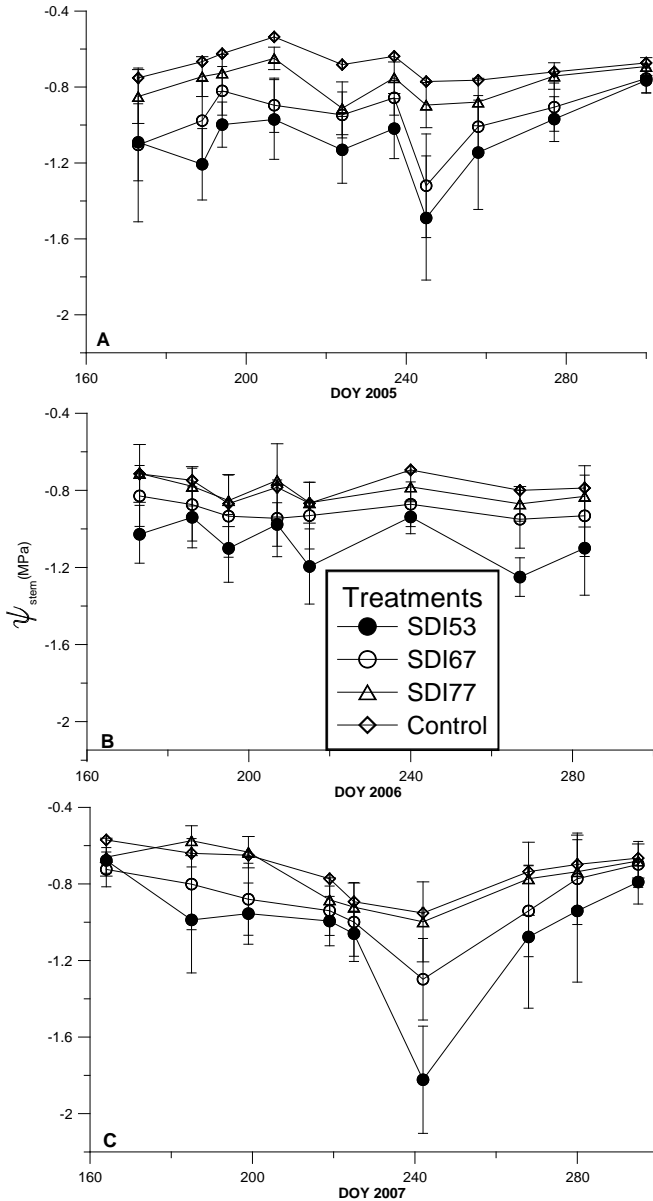 -0.4
-0.8
-1.2
-1.6
-2
A
160 200 240 280
DOY 2005
-0.4
-0.8
-1.2
-1.6
-2
ψ stem (MPa)
Treatments
SDI53
SDI67
SDI77
Control
B
160 200 240 280
DOY 2006
-0.4
-0.8
-1.2
-1.6
-2
C
160 200 240 280
DOY 2007